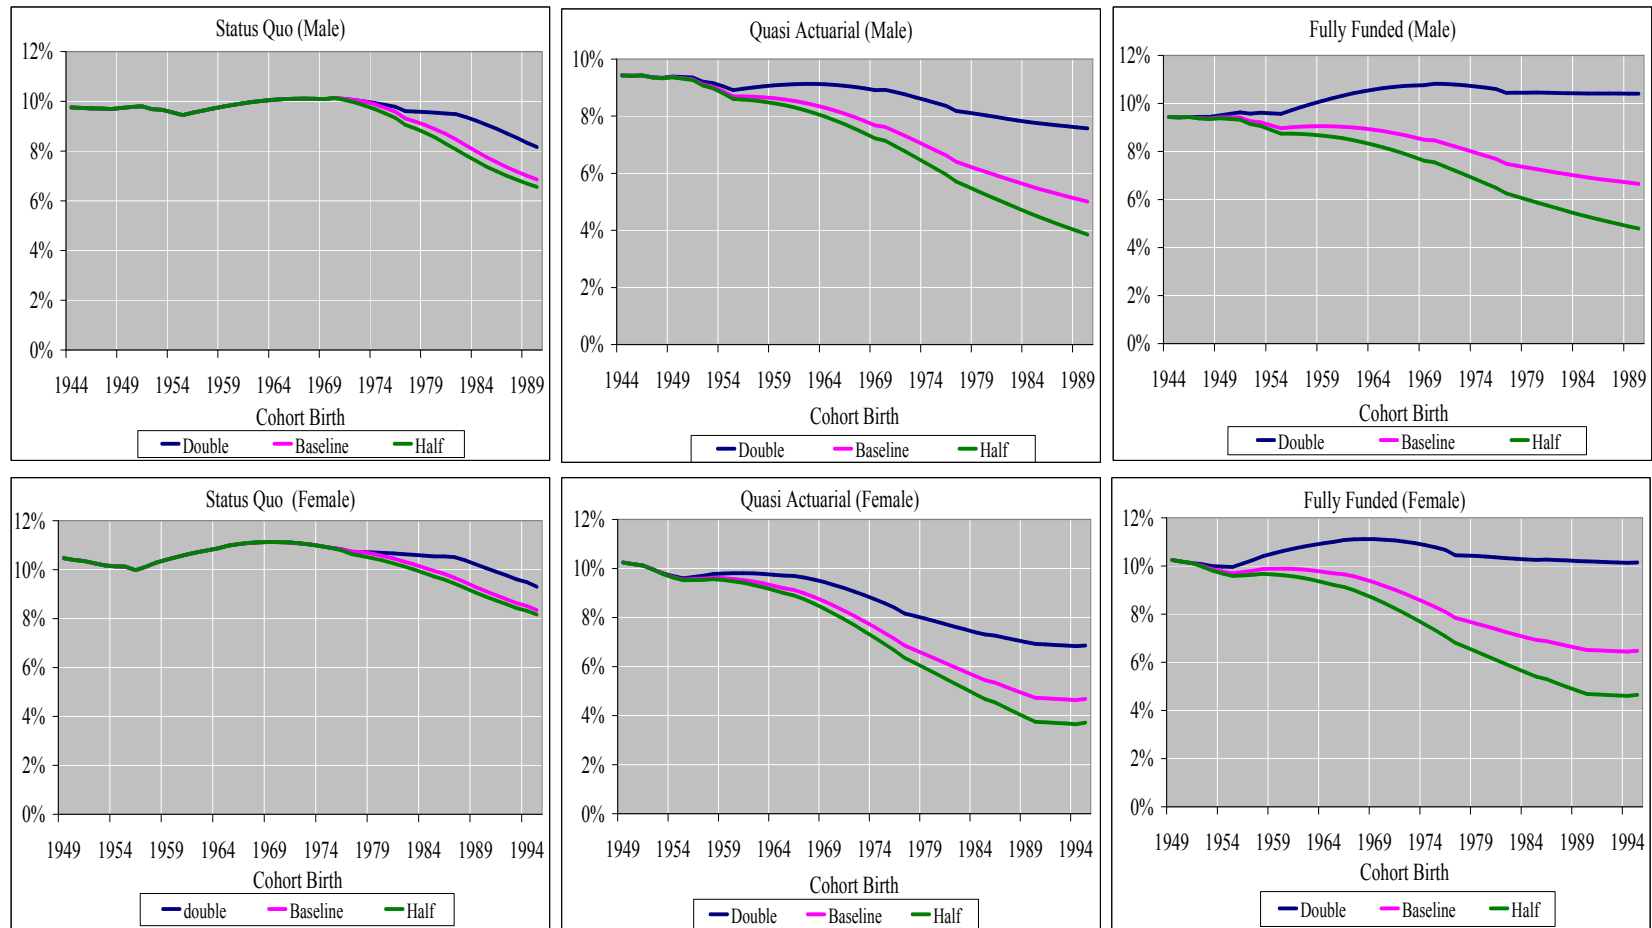 Status Quo (Male)
12%
10%
8%
6%
4%
2%
0%
1944 1949 1954 1959 1964 1969 1974 1979 1984 1989
Cohort Birth
Double Baseline Half
Quasi Actuarial (Male)
10%
8%
6%
4%
2%
0%
1944 1949 1954 1959 1964 1969 1974 1979 1984 1989
Cohort Birth
Double Baseline Half
Fully Funded (Male)
12%
10%
8%
6%
4%
2%
0%
1944 1949 1954 1959 1964 1969 1974 1979 1984 1989
Cohort Birth
Double Baseline Half
Status Quo (Female)
12%
10%
8%
6%
4%
2%
0%
1949 1954 1959 1964 1969 1974 1979 1984 1989 1994
Cohort Birth
double Baseline Half
Quasi Actuarial (Female)
12%
10%
8%
6%
4%
2%
0%
1949 1954 1959 1964 1969 1974 1979 1984 1989 1994
Cohort Birth
Double Baseline Half
Fully Funded (Female)
12%
10%
8%
6%
4%
2%
0%
1949 1954 1959 1964 1969 1974 1979 1984 1989 1994
Cohort Birth
Double Baseline Half